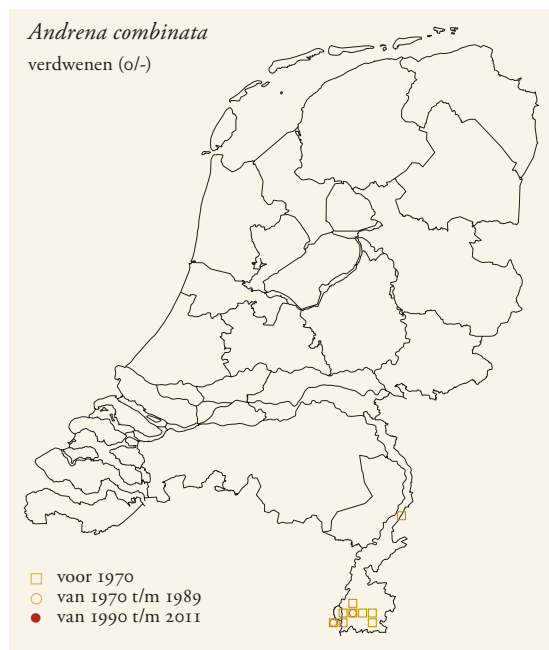 Andrena combinata
verdwenen (0/-)
voor 1970
van 1970 t/m 1989
van 1990 t/m 2011